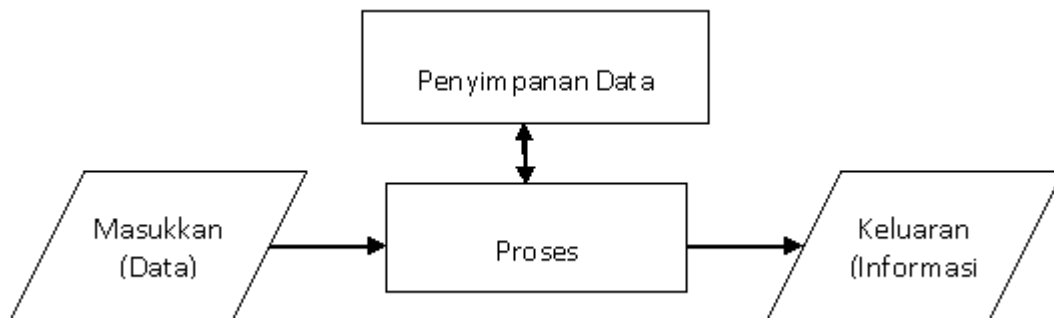 Penyimpanan Data
Masukkan
(Data)
Proses
Keluaran
(Informasi